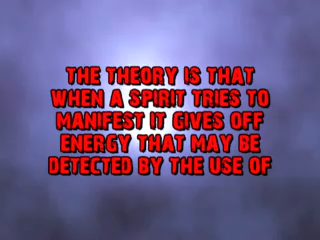 THE THEORY IS THAT
WHEN A SPIRIT TRIES TO
MANIFEST IT GIVES OFF
ENERGY THAT MAY BE
DETECTED BY THE USE OF